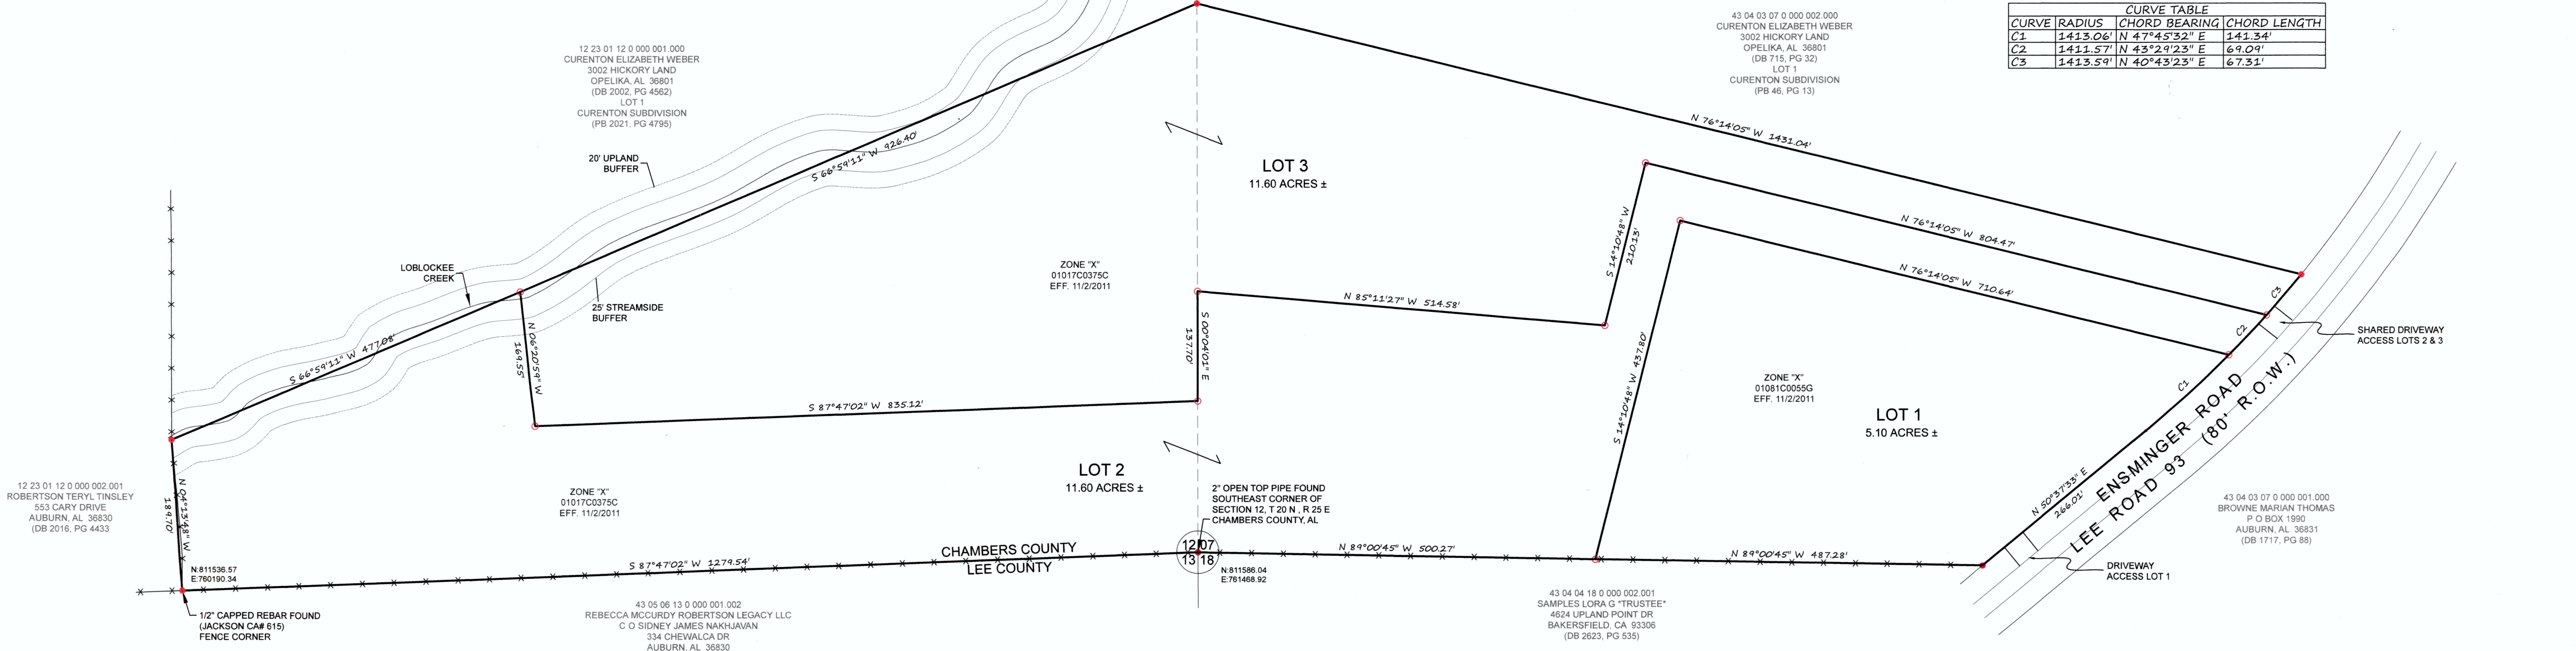 12 23 01 12 0 000 001.000
CURENTON ELIZABETH WEBER
3002 HICKORY LAND
OPELIKA, AL 36801
(DB 2002, PG 4562)
LOT 1
CURENTON SUBDIVISION
(PB 2021, PG 4795)
43 04 03 07 0 000 002.000
CURENTON ELIZABETH WEBER
3002 HICKORY LAND
OPELIKA, AL 36801
(DB 715, PG 32)
LOT 1
CURENTON SUBDIVISION
(PB 46, PG 13)
CURVE TABLE
CURVE RADIUS CHORD BEARING CHORD LENGTH
C1 1413.06' N 47°45'32" E 141.34'
C2 1411.57' N 43°29'23" E 69.09'
C3 1413.59' N 40°43'23" E 67.31'
20' UPLAND
BUFFER
S 66°59'11" W 926.40'
LOT 3
11.60 ACRES ±
N 76°14'05" W 1431.04'
S 14°10'48" W
210.13'
N 76°14'05" W 804.47'
N 76°14'05" W 710.64'
LOBLOCKEE
CREEK
25' STREAMSIDE
BUFFER
ZONE "X"
01017C0375C
EFF. 11/2/2011
N 85°11'27" W 514.58'
S 00°04'01" E
137.70'
C3
C2
C1
SHARED DRIVEWAY
ACCESS LOTS 2 & 3
S 66°59'11" W 477.08'
N 06°20'59" W
169.55'
S 87°47'02" W 835.12'
S 14°10'48" W 437.80'
ZONE "X"
01081C0055G
EFF. 11/2/2011
LOT 1
5.10 ACRES ±
ENSMINGER ROAD
LEE ROAD 93 (80' R.O.W.)
N 50°37'33" E
266.01'
12 23 01 12 0 000 002.001
ROBERTSON TERYL TINSLEY
553 CARY DRIVE
AUBURN, AL 36830
(DB 2016, PG 4433
N 04°13'48" W
189.70'
ZONE "X"
01017C0375C
EFF. 11/2/2011
LOT 2
11.60 ACRES ±
2" OPEN TOP PIPE FOUND
SOUTHEAST CORNER OF
SECTION 12, T 20 N , R 25 E
CHAMBERS COUNTY, AL
43 04 03 07 0 000 001.000
BROWNE MARIAN THOMAS
P O BOX 1990
AUBURN, AL 36831
(DB 1717, PG 88)
CHAMBERS COUNTY
LEE COUNTY
12 07
13 18
N:811586.04
E:761468.92
N 89°00'45" W 500.27'
N 89°00'45" W 487.28'
DRIVEWAY
ACCESS LOT 1
N:811536.57
E:760190.34
S 87°47'02" W 1279.54'
1/2" CAPPED REBAR FOUND
(JACKSON CA# 615)
FENCE CORNER
43 05 06 13 0 000 001.002
REBECCA MCCURDY ROBERTSON LEGACY LLC
C O SIDNEY JAMES NAKHJAVAN
334 CHEWALCA DR
AUBURN, AL 36830
43 04 04 18 0 000 002.001
SAMPLES LORA G "TRUSTEE"
4624 UPLAND POINT DR
BAKERSFIELD, CA 93306
(DB 2623, PG 535)